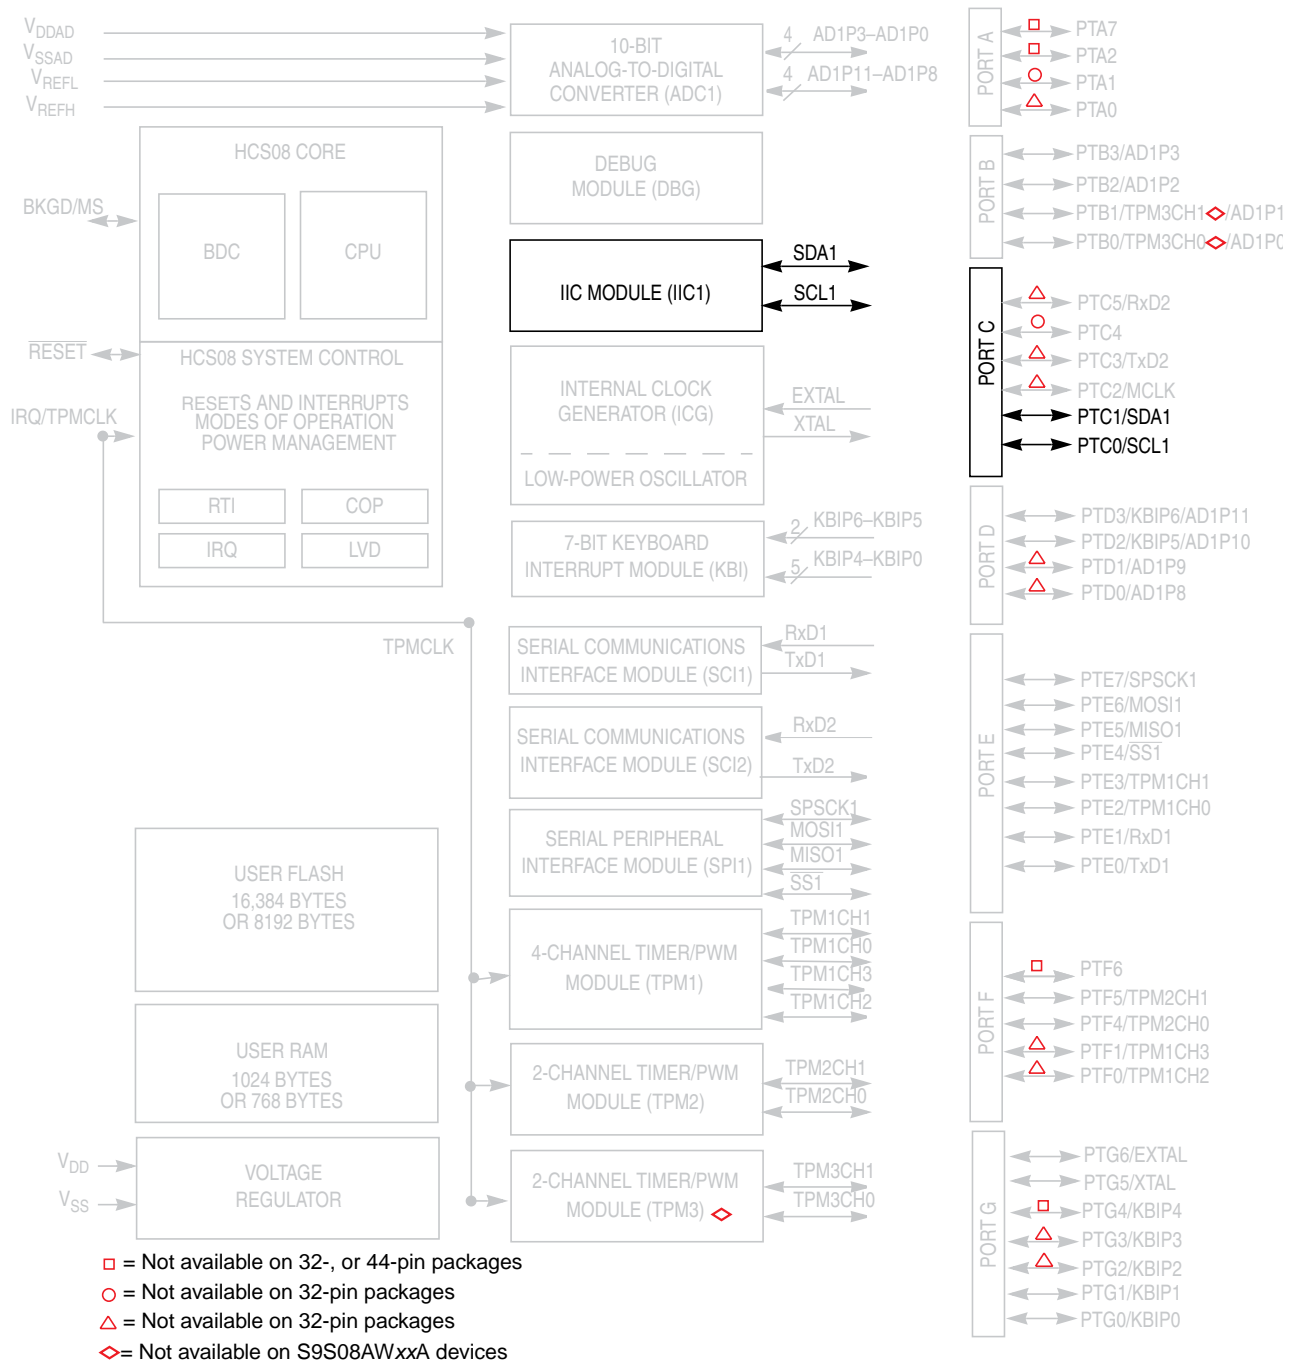 VDDAD
VSSAD
VREFL
VREFH
10-BIT
ANALOG-TO-DIGITAL
CONVERTER (ADC1)
4 AD1P3–AD1P0
4 AD1P11–AD1P8
HCS08 CORE
BDC
CPU
BKGD/MS
RESET
IRQ/TPMCLK
HCS08 SYSTEM CONTROL
RESETS AND INTERRUPTS
MODES OF OPERATION
POWER MANAGEMENT
RTI
COP
IRQ
LVD
TPMCLK
USER FLASH
16,384 BYTES
OR 8192 BYTES
USER RAM
1024 BYTES
OR 768 BYTES
VDD
VSS
VOLTAGE
REGULATOR
DEBUG
MODULE (DBG)
IIC MODULE (IIC1)
SDA1
SCL1
INTERNAL CLOCK
GENERATOR (ICG)
LOW-POWER OSCILLATOR
EXTAL
XTAL
7-BIT KEYBOARD
INTERRUPT MODULE (KBI)
2 KBIP6–KBIP5
5 KBIP4–KBIP0
SERIAL COMMUNICATIONS
INTERFACE MODULE (SCI1)
RxD1
TxD1
SERIAL COMMUNICATIONS
INTERFACE MODULE (SCI2)
RxD2
TxD2
SERIAL PERIPHERAL
INTERFACE MODULE (SPI1)
SPSCK1
MOSI1
MISO1
SS1
4-CHANNEL TIMER/PWM
MODULE (TPM1)
TPM1CH1
TPM1CH0
TPM1CH3
TPM1CH2
2-CHANNEL TIMER/PWM
MODULE (TPM2)
TPM2CH1
TPM2CH0
2-CHANNEL TIMER/PWM
MODULE (TPM3)
TPM3CH1
TPM3CH0
PORT A
PTA7
PTA2
PTA1
PTA0
PORT B
PTB3/AD1P3
PTB2/AD1P2
PTB1/TPM3CH1/AD1P1
PTB0/TPM3CH0/AD1P0
PORT C
PTC5/RxD2
PTC4
PTC3/TxD2
PTC2/MCLK
PTC1/SDA1
PTC0/SCL1
PORT D
PTD3/KBIP6/AD1P11
PTD2/KBIP5/AD1P10
PTD1/AD1P9
PTD0/AD1P8
PORT E
PTE7/SPSCK1
PTE6/MOSI1
PTE5/MISO1
PTE4/SS1
PTE3/TPM1CH1
PTE2/TPM1CH0
PTE1/RxD1
PTE0/TxD1
PORT F
PTF6
PTF5/TPM2CH1
PTF4/TPM2CH0
PTF1/TPM1CH3
PTF0/TPM1CH2
PORT G
PTG6/EXTAL
PTG5/XTAL
PTG4/KBIP4
PTG3/KBIP3
PTG2/KBIP2
PTG1/KBIP1
PTG0/KBIP0
= Not available on 32-, or 44-pin packages
= Not available on 32-pin packages
= Not available on 32-pin packages
= Not available on S9S08AWxxA devices